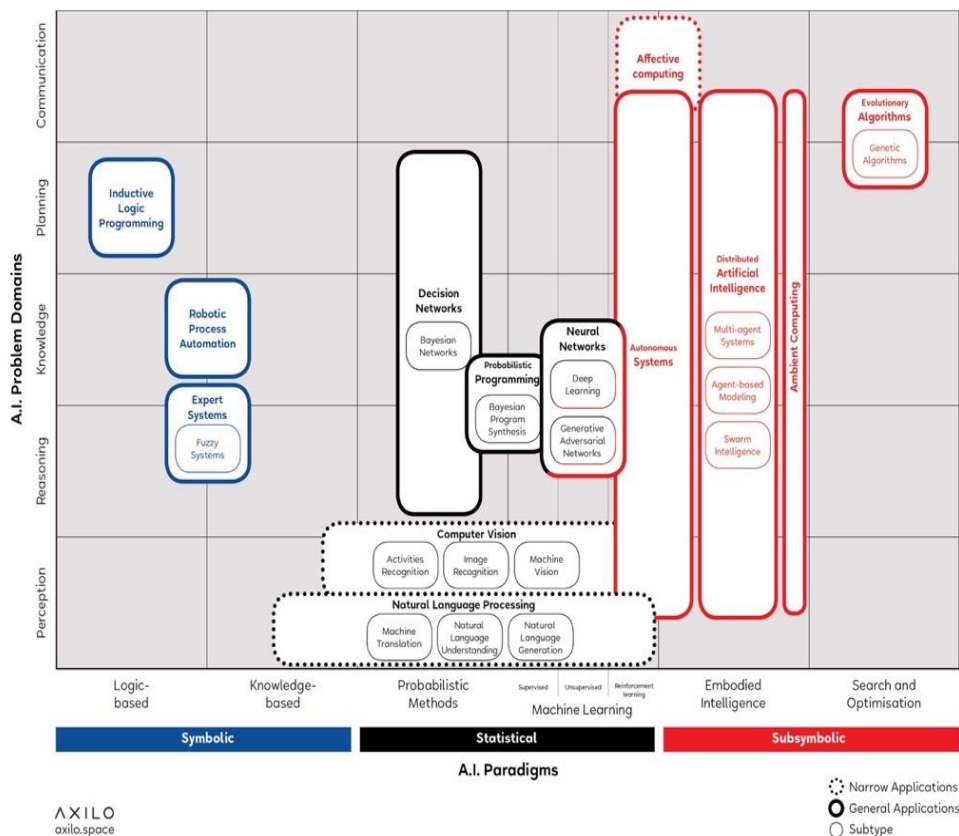 Communication
Planning
Knowledge
Reasoning
Perception
A.I. Problem Domains
Affective
computing
Evolutionary
Algorithms
Genetic
Algorithms
Inductive
Logic
Programming
Robotic
Process
Automation
Expert
Systems
Fuzzy
Systems
Decision
Networks
Bayesian
Networks
Probabilistic
Programming
Bayesian
Program
Synthesis
Neural
Networks
Deep
Learning
Generative
Adversarial
Networks
Autonomous
Systems
Distributed
Artificial
Intelligence
Multi-agent
Systems
Agent-based
Modeling
Swarm
Intelligence
Ambient Computing
Computer Vision
Activities
Recognition
Image
Recognition
Machine
Vision
Natural Language Processing
Machine
Translation
Natural
Language
Understanding
Natural
Language
Generation
Logic-
based
Knowledge-
based
Probabilistic
Methods
Supervised
Unsupervised
Reinforcement
learning
Machine Learning
Embodied
Intelligence
Search and
Optimisation
Symbolic
Statistical
Subsymbolic
A.I. Paradigms
AXILO
axilo.space
Narrow Applications
General Applications
Subtype